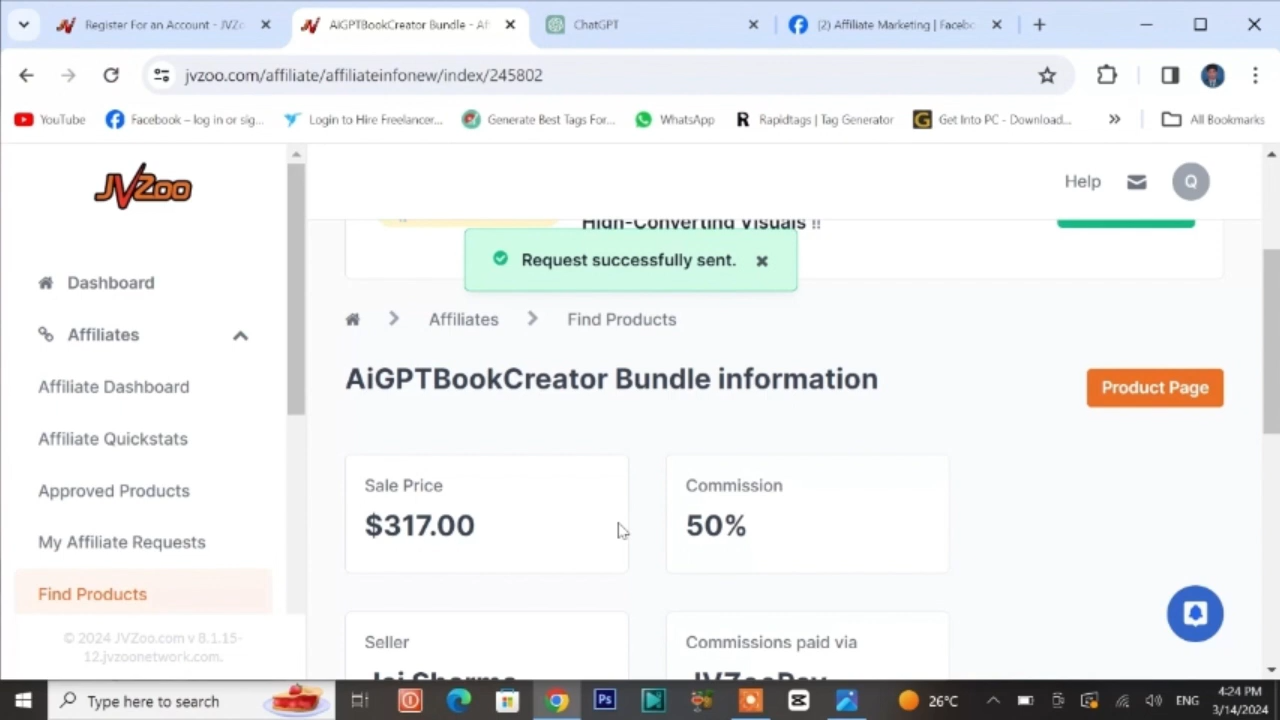 Register For an Account - JVZo
AiGPTBookCreator Bundle - Af
ChatGPT
(2) Affiliate Marketing | Facebo
jvzoo.com/affiliate/affiliateinfonew/index/245802
YouTube
Facebook – log in or sig...
Login to Hire Freelancer...
Generate Best Tags For...
WhatsApp
R
Rapidtags | Tag Generator
G
Get Into PC - Download...
All Bookmarks
JVZoo
Help
Q
High-Converting Visuals !!
Request successfully sent.
Dashboard
Affiliates
Affiliate Dashboard
Affiliate Quickstats
Approved Products
My Affiliate Requests
Find Products
© 2024 JVZoo.com v 8.1.15-
12.jvzoonetwork.com.
Affiliates
Find Products
AiGPTBookCreator Bundle information
Product Page
Sale Price
$317.00
Commission
50%
Seller
Commissions paid via
JVZooPay
Type here to search
Ps
26°C
ENG
4:24 PM
3/14/2024